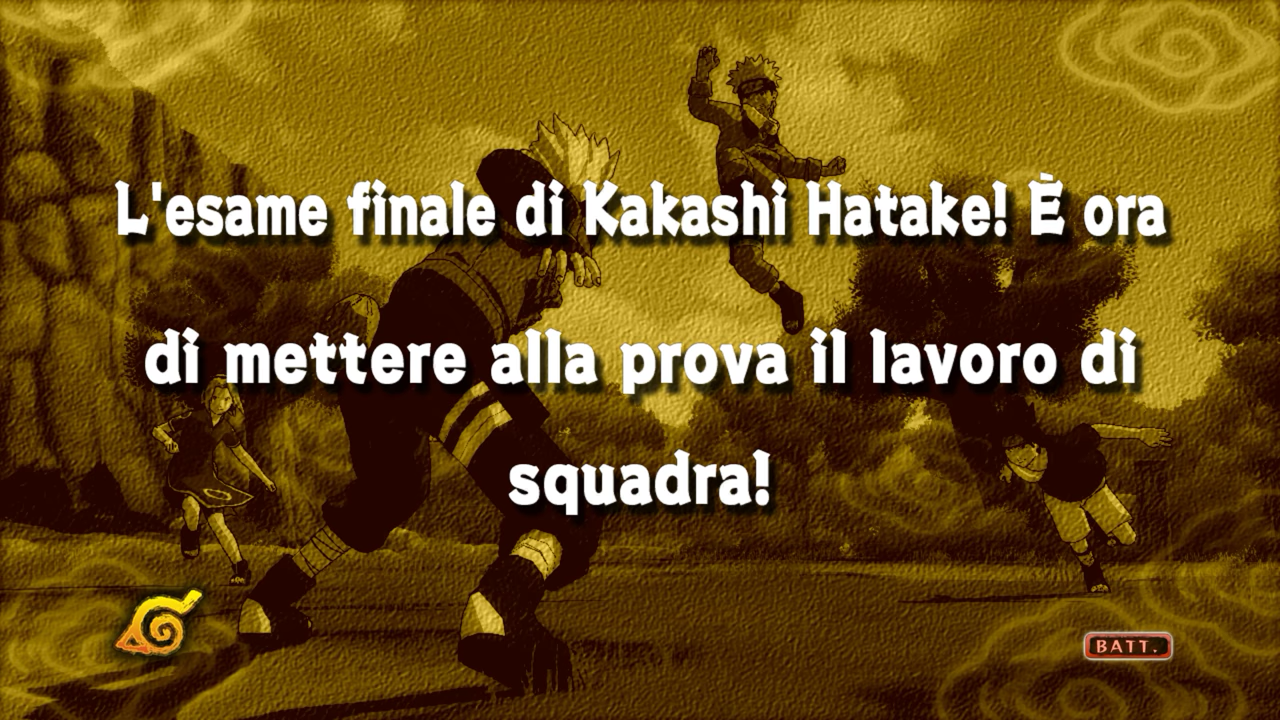 L'esame finale di Kakashi Hatake! È ora
di mettere alla prova il lavoro di
squadra!
BATT.